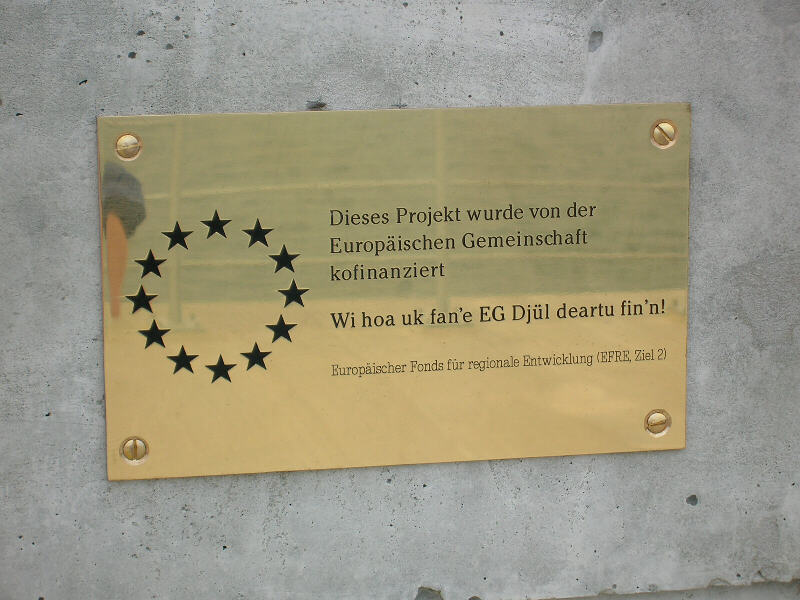 Dieses Projekt wurde von der
Europäischen Gemeinschaft
kofinanziert
Wi hoa uk fan'e EG Djül deartu fin'n!
Europäischer Fonds für regionale Entwicklung (EFRE, Ziel 2)